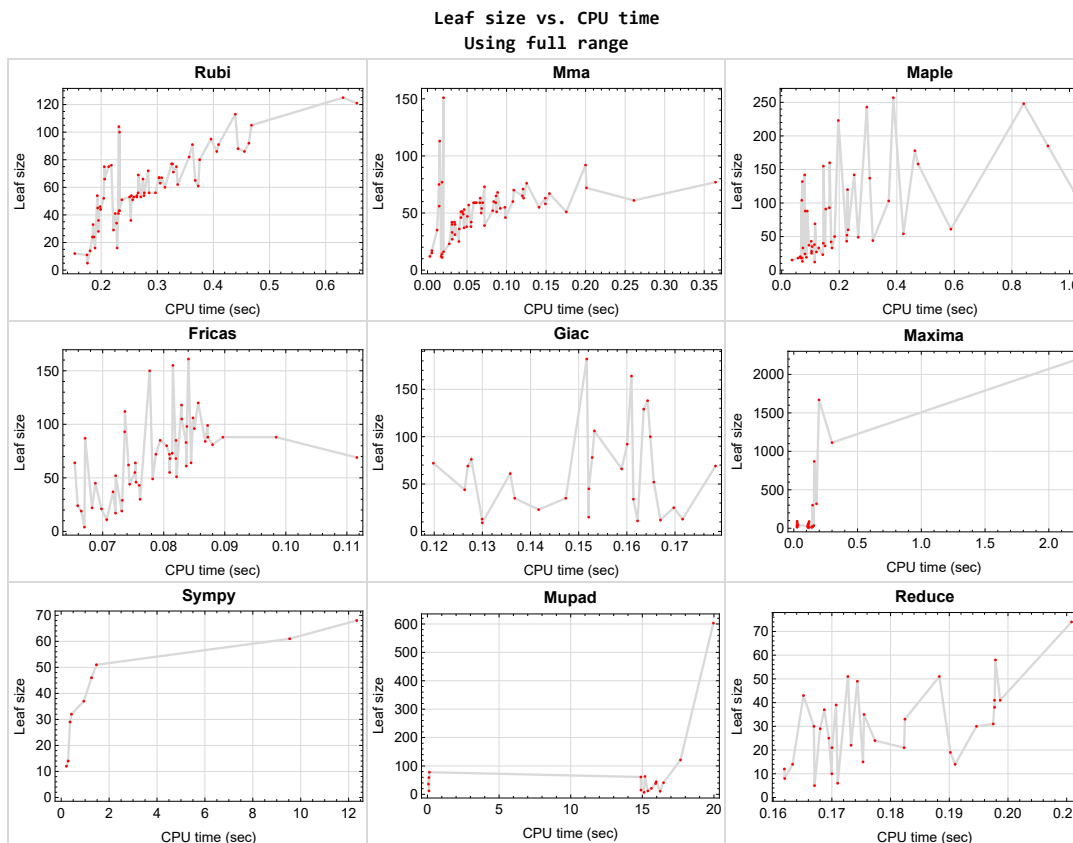 Leaf size vs. CPU time
Using full range
Rubi
Mma
Maple
Leaf size
120
100
80
60
40
20
0
0.2 0.3 0.4 0.5 0.6
CPU time (sec)
Leaf size
150
100
50
0
0.00 0.05 0.10 0.15 0.20 0.25 0.30 0.35
CPU time (sec)
Leaf size
250
200
150
100
50
0
0.0 0.2 0.4 0.6 0.8 1.0
CPU time (sec)
Fricas
Giac
Maxima
Leaf size
150
100
50
0
0.07 0.08 0.09 0.10 0.11
CPU time (sec)
Leaf size
150
100
50
0
0.12 0.13 0.14 0.15 0.16 0.17
CPU time (sec)
Leaf size
2000
1500
1000
500
0
0.0 0.5 1.0 1.5 2.0
CPU time (sec)
Sympy
Mupad
Reduce
Leaf size
70
60
50
40
30
20
10
0
0 2 4 6 8 10 12
CPU time (sec)
Leaf size
600
500
400
300
200
100
0
0 5 10 15 20
CPU time (sec)
Leaf size
70
60
50
40
30
20
10
0
0.16 0.17 0.18 0.19 0.20
CPU time (sec)